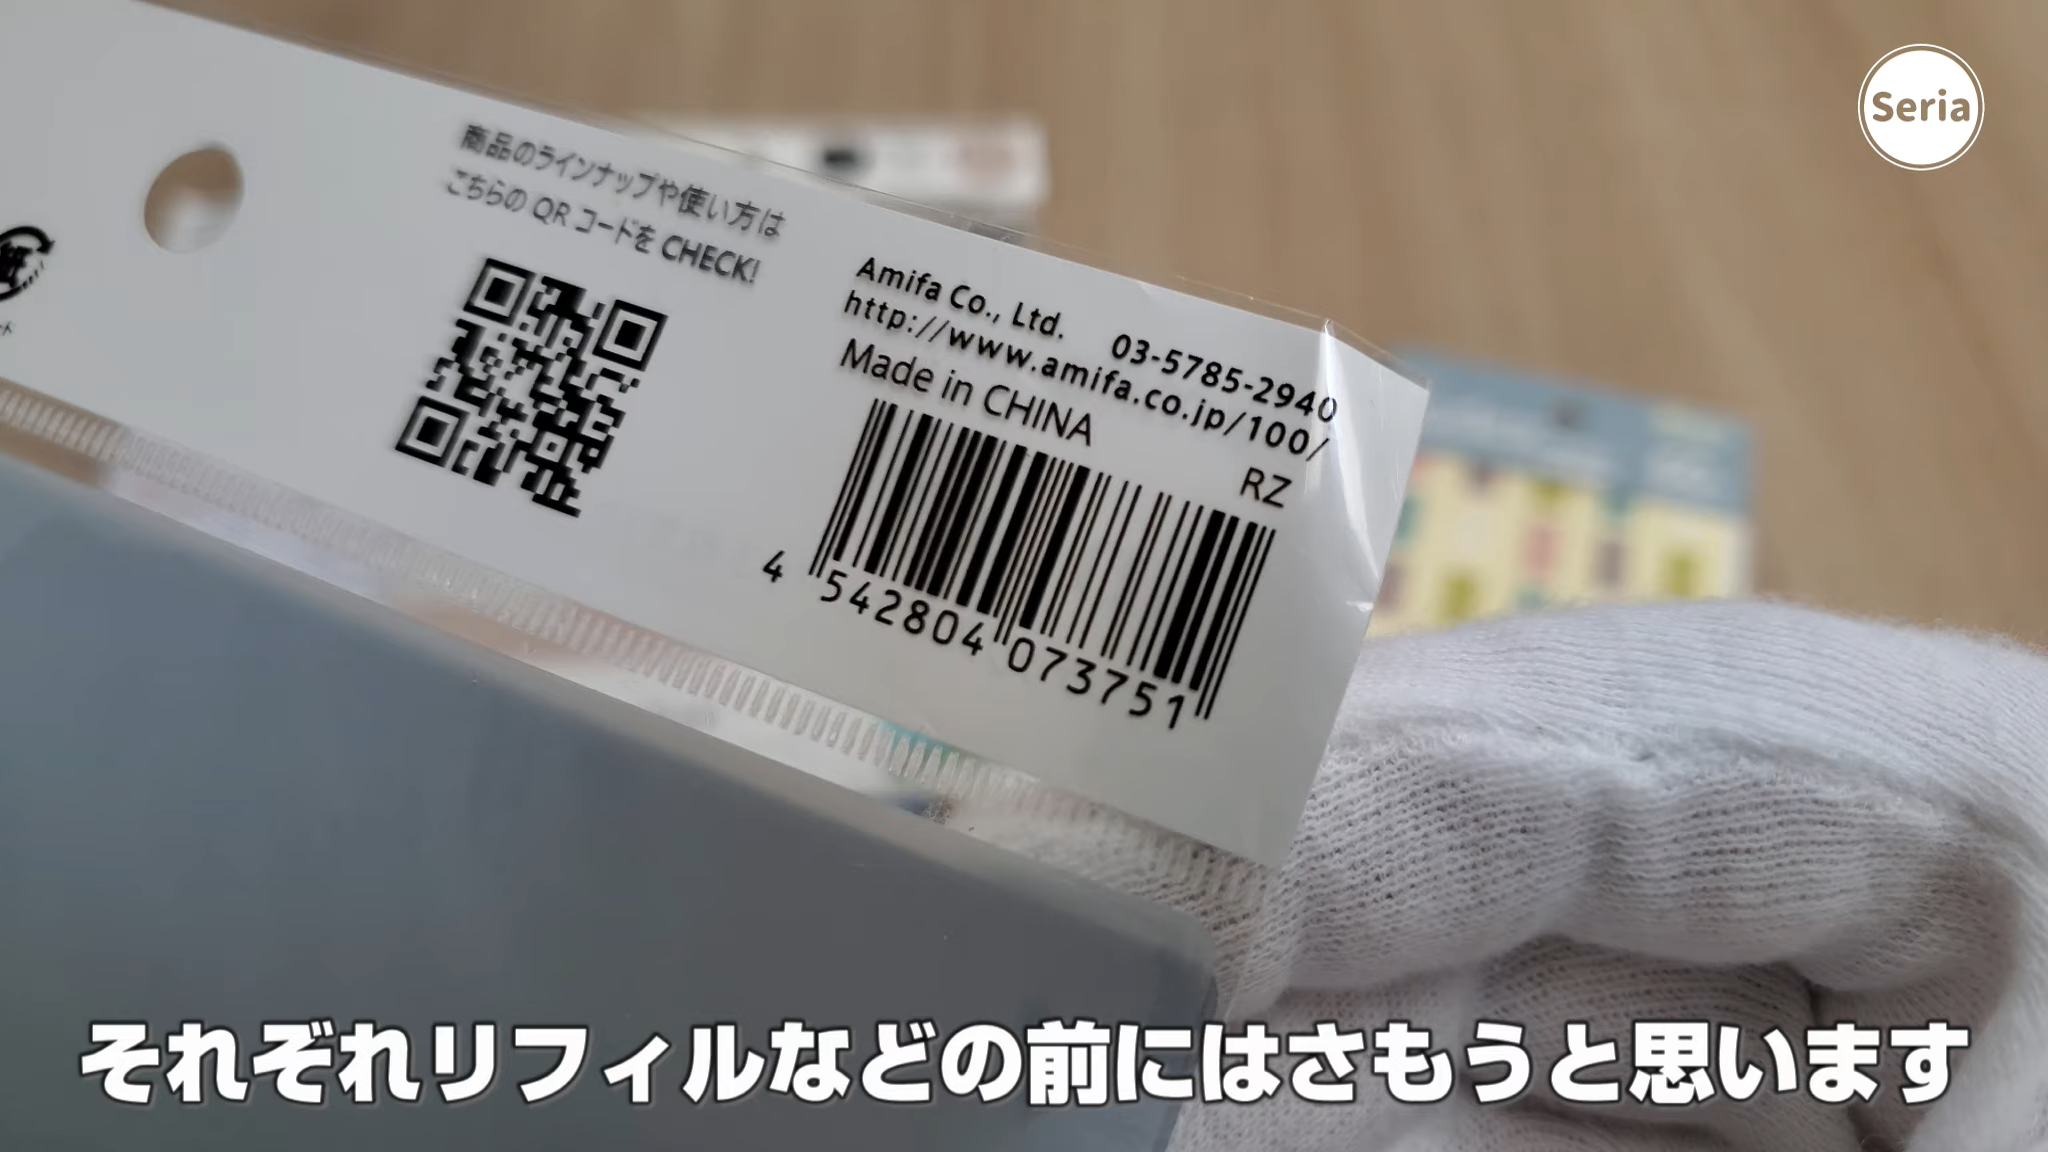 Seria
商品のラインナップや使い方は
こちらの QR コードを CHECK!
Amifa Co., Ltd. 03-5785-2940
http://www.amifa.co.jp/100/
Made in CHINA
RZ
4 542804 073751
それぞれリフィルなどの前にはさもうと思います